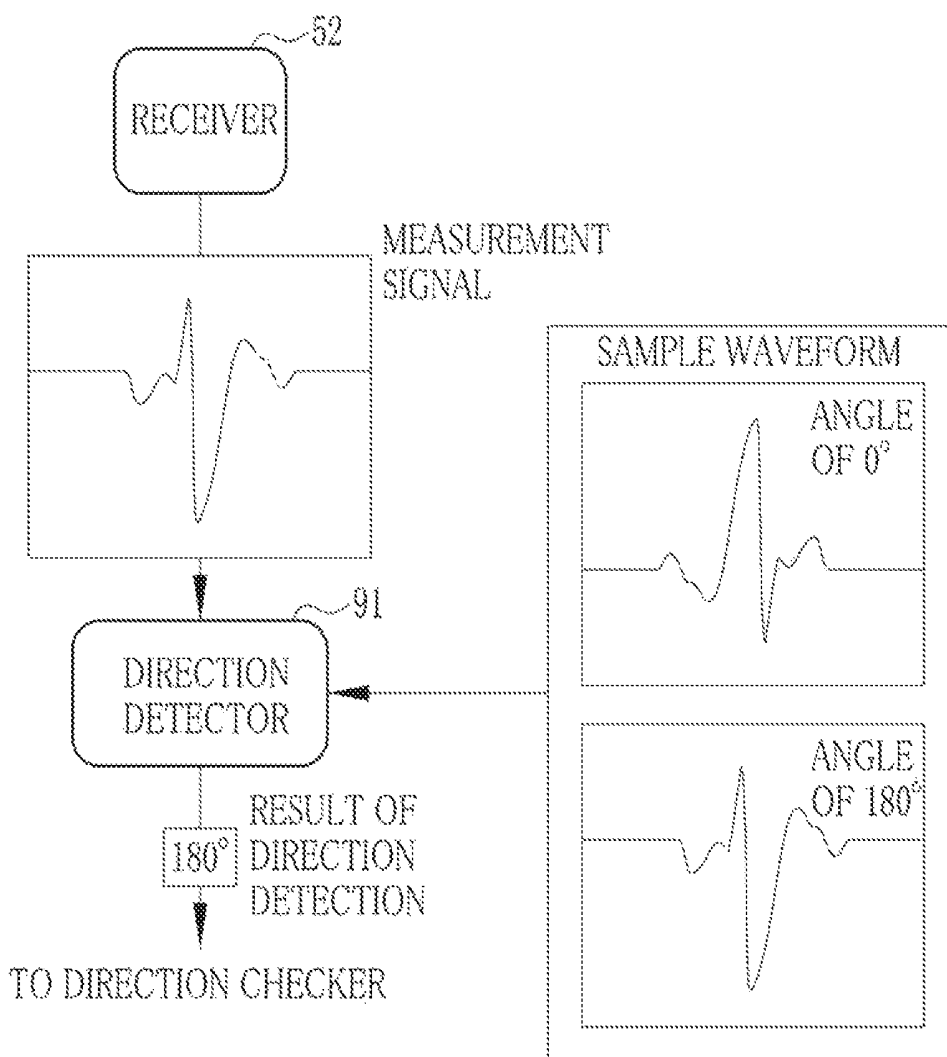 52
RECEIVER
MEASUREMENT
SIGNAL
SAMPLE WAVEFORM
ANGLE
OF 0°
91
DIRECTION
DETECTOR
ANGLE
OF 180°
RESULT OF
DIRECTION
DETECTION
180°
TO DIRECTION CHECKER